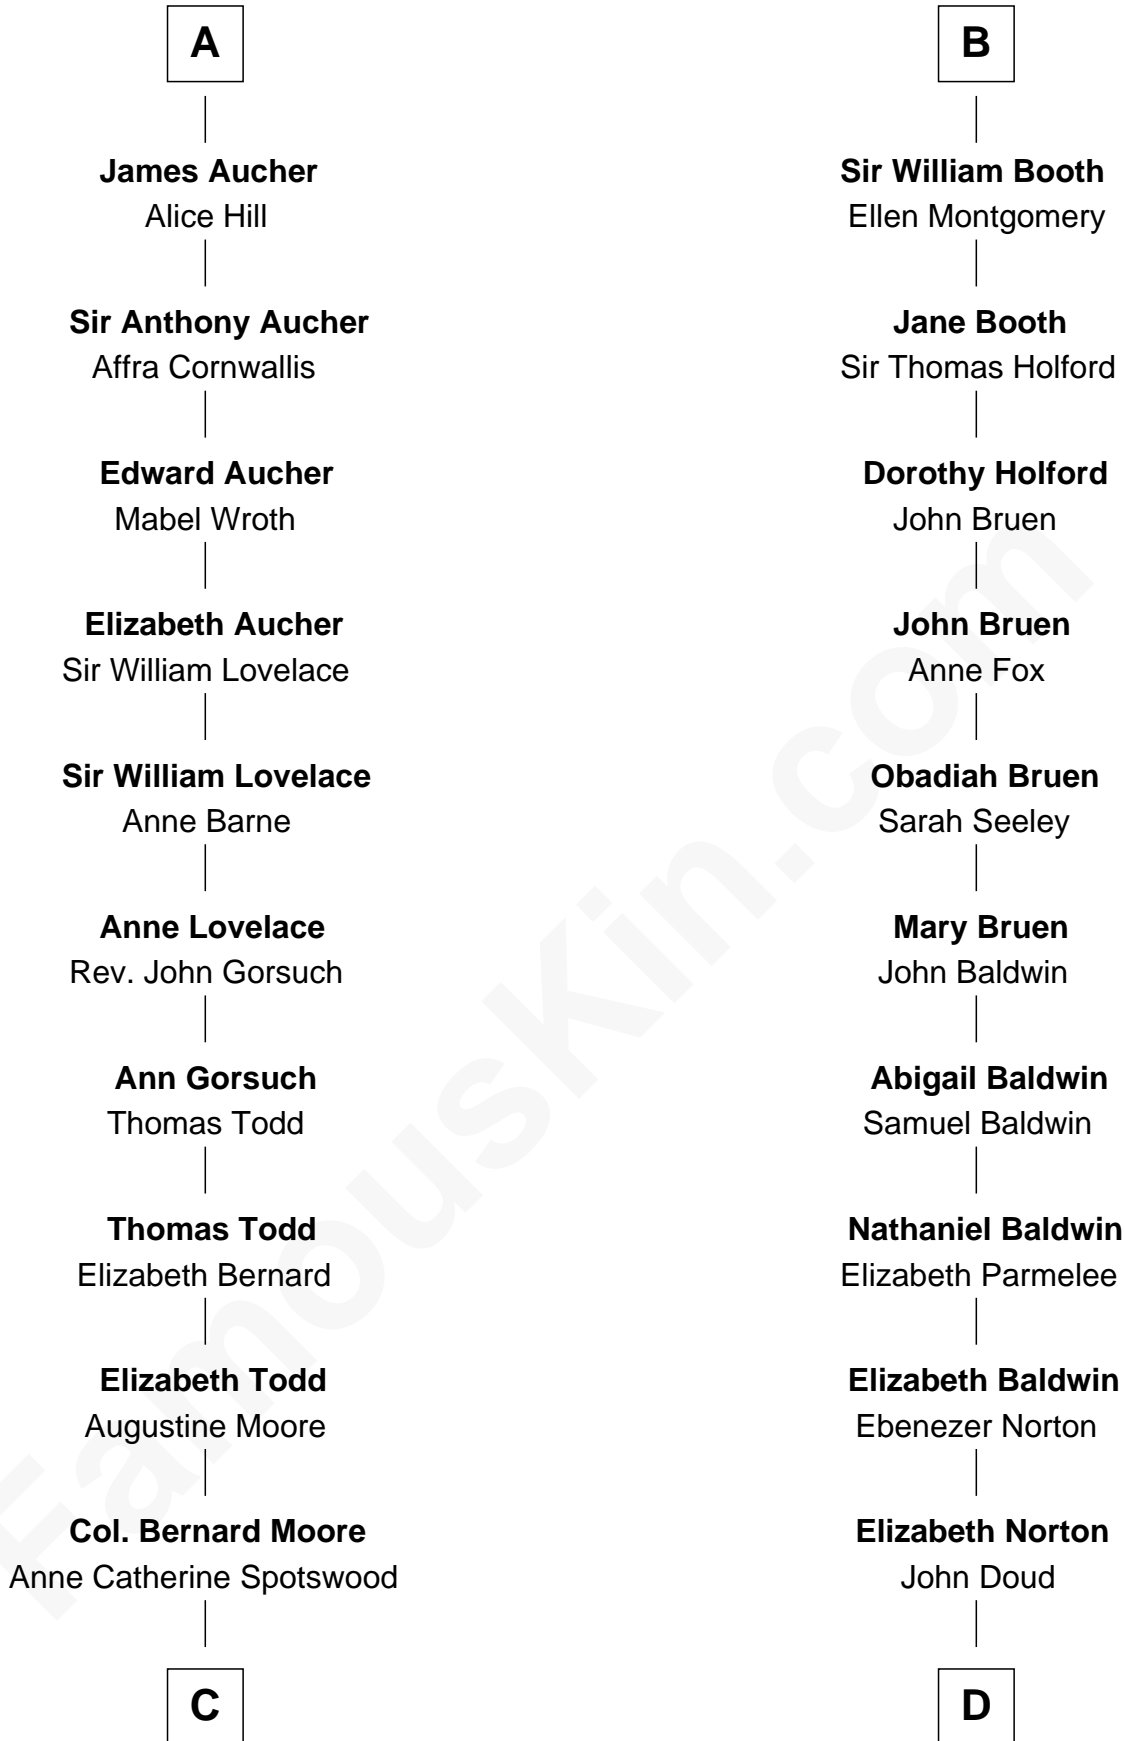 A
James Aucher
Alice Hill
Sir Anthony Aucher
Affra Cornwallis
Edward Aucher
Mabel Wroth
Elizabeth Aucher
Sir William Lovelace
Sir William Lovelace
Anne Barne
Anne Lovelace
Rev. John Gorsuch
Ann Gorsuch
Thomas Todd
Thomas Todd
Elizabeth Bernard
Elizabeth Todd
Augustine Moore
Col. Bernard Moore
Anne Catherine Spotswood
C
B
Sir William Booth
Ellen Montgomery
Jane Booth
Sir Thomas Holford
Dorothy Holford
John Bruen
John Bruen
Anne Fox
Obadiah Bruen
Sarah Seeley
Mary Bruen
John Baldwin
Abigail Baldwin
Samuel Baldwin
Nathaniel Baldwin
Elizabeth Parmelee
Elizabeth Baldwin
Ebenezer Norton
Elizabeth Norton
John Doud
D
FamousKin.com